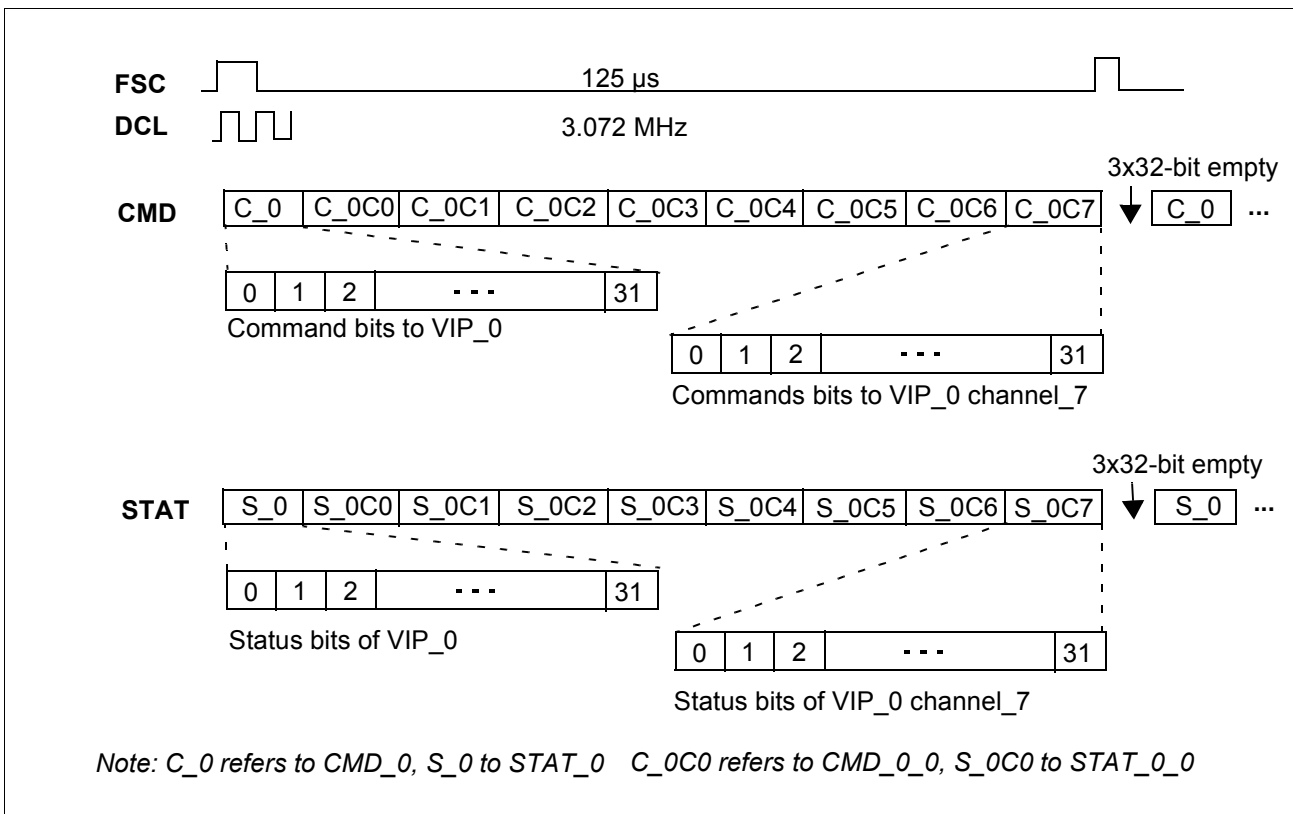 FSC 125 µs
DCL 3.072 MHz
3x32-bit empty
CMD C_0 C_0C0 C_0C1 C_0C2 C_0C3 C_0C4 C_0C5 C_0C6 C_0C7 C_0 ...
0 1 2 - - - 31
Command bits to VIP_0
0 1 2 - - - 31
Commands bits to VIP_0 channel_7
3x32-bit empty
STAT S_0 S_0C0 S_0C1 S_0C2 S_0C3 S_0C4 S_0C5 S_0C6 S_0C7 S_0 ...
0 1 2 - - - 31
Status bits of VIP_0
0 1 2 - - - 31
Status bits of VIP_0 channel_7
Note: C_0 refers to CMD_0, S_0 to STAT_0 C_0C0 refers to CMD_0_0, S_0C0 to STAT_0_0